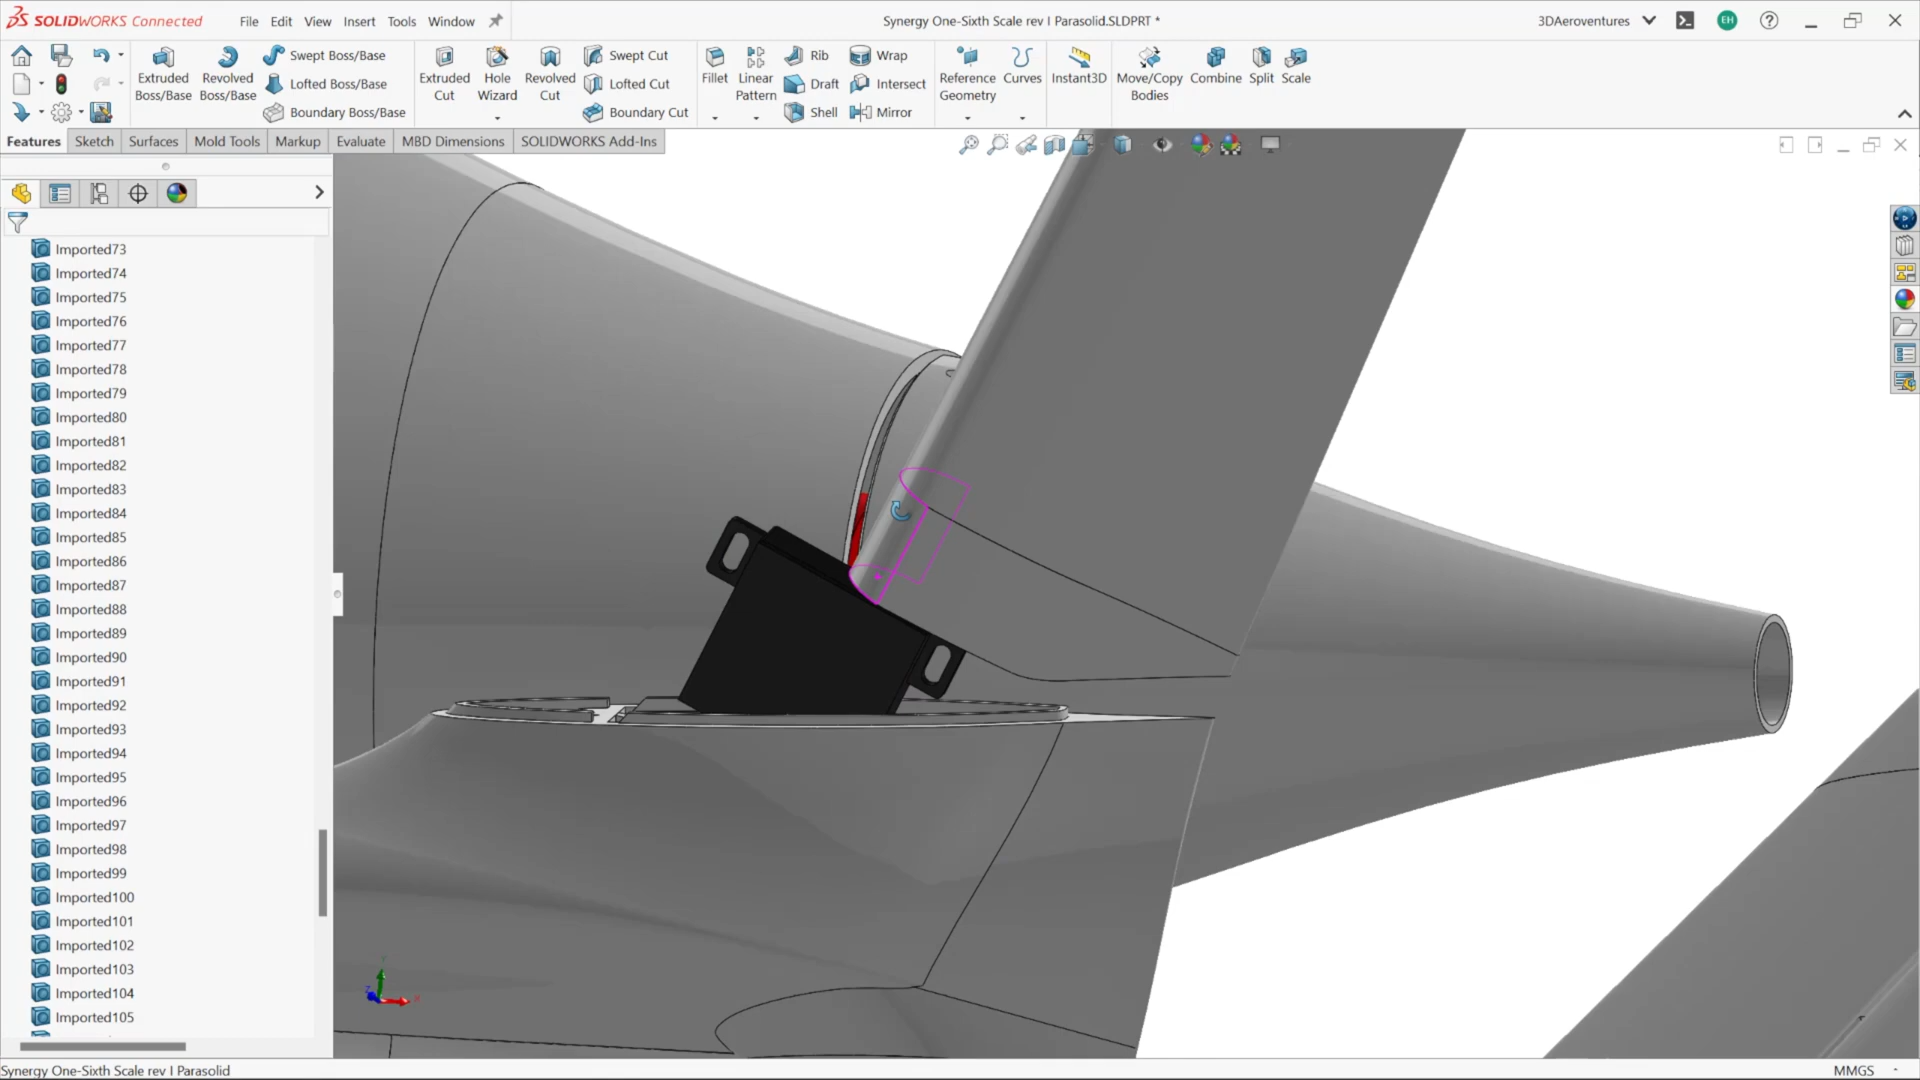 SOLIDWORKS Connected
File Edit View Insert Tools Window
Synergy One-Sixth Scale rev I Parasolid.SLDPRT *
3DAeroventures
EH
Extruded Boss/Base
Revolved Boss/Base
Swept Boss/Base
Lofted Boss/Base
Boundary Boss/Base
Extruded Cut
Hole Wizard
Revolved Cut
Swept Cut
Lofted Cut
Boundary Cut
Fillet
Linear Pattern
Rib
Draft
Shell
Wrap
Intersect
Mirror
Reference Geometry
Curves
Instant3D
Move/Copy Bodies
Combine
Split
Scale
Features Sketch Surfaces Mold Tools Markup Evaluate MBD Dimensions SOLIDWORKS Add-Ins
Imported73
Imported74
Imported75
Imported76
Imported77
Imported78
Imported79
Imported80
Imported81
Imported82
Imported83
Imported84
Imported85
Imported86
Imported87
Imported88
Imported89
Imported90
Imported91
Imported92
Imported93
Imported94
Imported95
Imported96
Imported97
Imported98
Imported99
Imported100
Imported101
Imported102
Imported103
Imported104
Imported105
Synergy One-Sixth Scale rev I Parasolid
MMGS